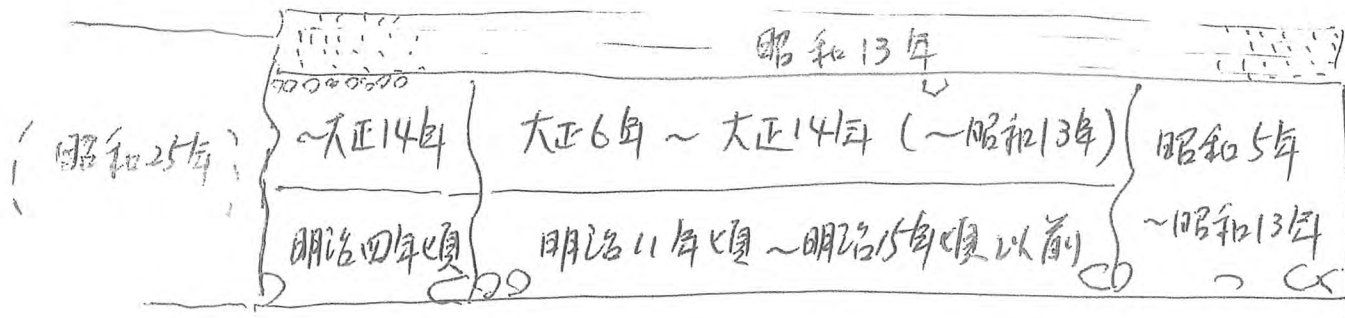 昭和13年
(昭和25年)
~大正14年
大正6年~大正14年(~昭和13年)
昭和5年
~昭和13年
明治四年頃
明治11年頃~明治15年頃以前